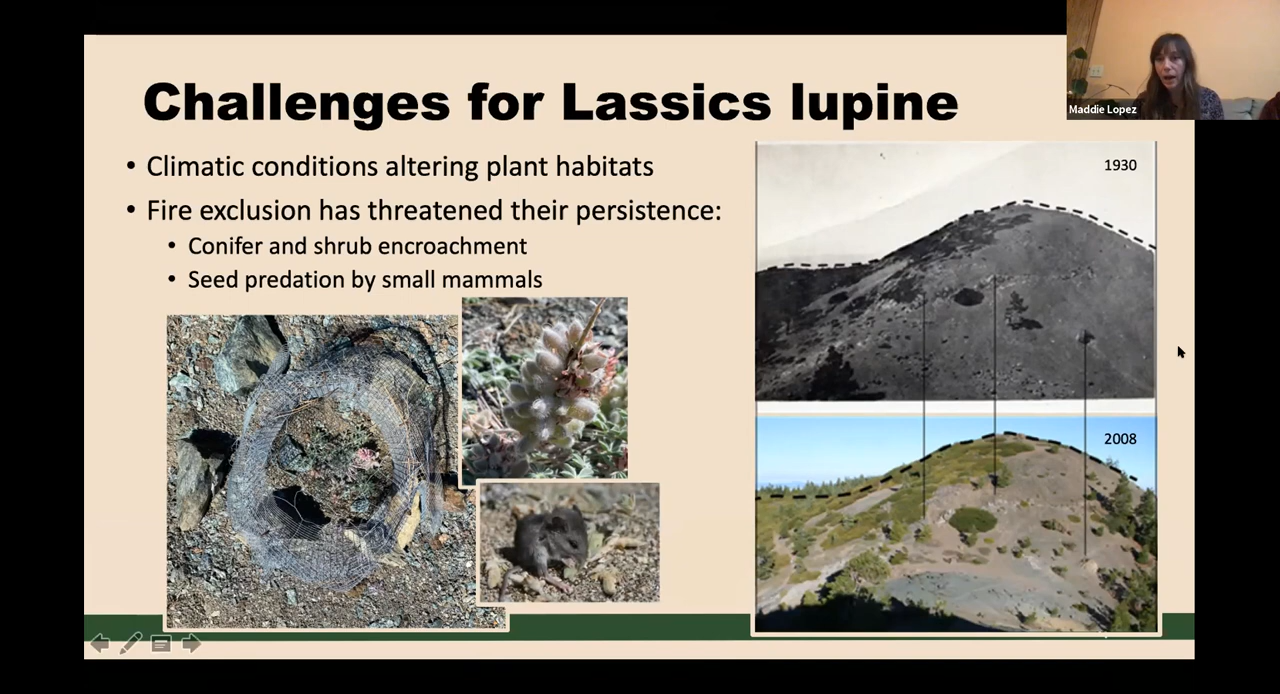 Challenges for Lassics lupine
• Climatic conditions altering plant habitats
• Fire exclusion has threatened their persistence:
• Conifer and shrub encroachment
• Seed predation by small mammals
1930
2008
Maddie Lopez